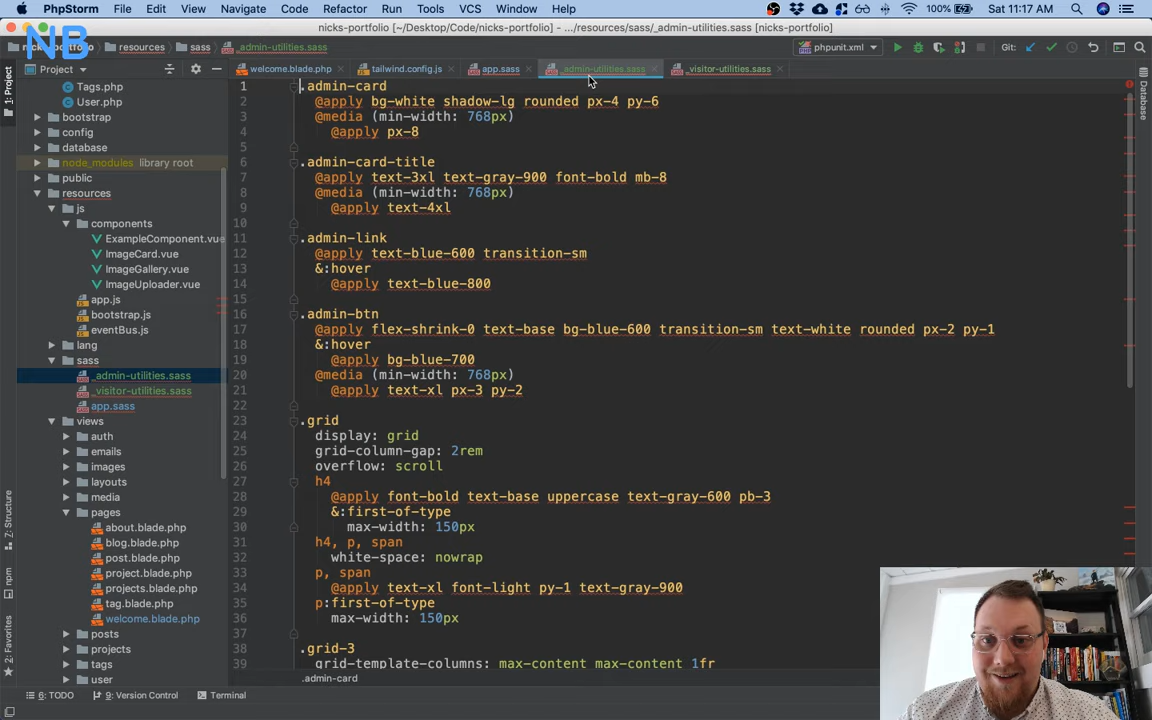 PhpStorm File Edit View Navigate Code Refactor Run Tools VCS Window Help 100% Sat 11:17 AM
nicks-portfolio [~/Desktop/Code/nicks-portfolio] – .../resources/sass/_admin-utilities.sass [nicks-portfolio]
NB
nicks-portfolio resources sass _admin-utilities.sass phpunit.xml Git:
Project
welcome.blade.php tailwind.config.js app.sass _admin-utilities.sass _visitor-utilities.sass
1: Project
Z: Structure
npm
2: Favorites
Database
Tags.php
User.php
bootstrap
config
database
node_modules library root
public
resources
js
components
ExampleComponent.vue
ImageCard.vue
ImageGallery.vue
ImageUploader.vue
app.js
bootstrap.js
eventBus.js
lang
sass
_admin-utilities.sass
_visitor-utilities.sass
app.sass
views
auth
emails
images
layouts
media
pages
about.blade.php
blog.blade.php
post.blade.php
project.blade.php
projects.blade.php
tag.blade.php
welcome.blade.php
posts
projects
tags
user
1 .admin-card
2 @apply bg-white shadow-lg rounded px-4 py-6
3 @media (min-width: 768px)
4 @apply px-8
5
6 .admin-card-title
7 @apply text-3xl text-gray-900 font-bold mb-8
8 @media (min-width: 768px)
9 @apply text-4xl
10
11 .admin-link
12 @apply text-blue-600 transition-sm
13 &:hover
14 @apply text-blue-800
15
16 .admin-btn
17 @apply flex-shrink-0 text-base bg-blue-600 transition-sm text-white rounded px-2 py-1
18 &:hover
19 @apply bg-blue-700
20 @media (min-width: 768px)
21 @apply text-xl px-3 py-2
22
23 .grid
24 display: grid
25 grid-column-gap: 2rem
26 overflow: scroll
27 h4
28 @apply font-bold text-base uppercase text-gray-600 pb-3
29 &:first-of-type
30 max-width: 150px
31 h4, p, span
32 white-space: nowrap
33 p, span
34 @apply text-xl font-light py-1 text-gray-900
35 p:first-of-type
36 max-width: 150px
37
38 .grid-3
39 grid-template-columns: max-content max-content 1fr
.admin-card
6: TODO 9: Version Control Terminal